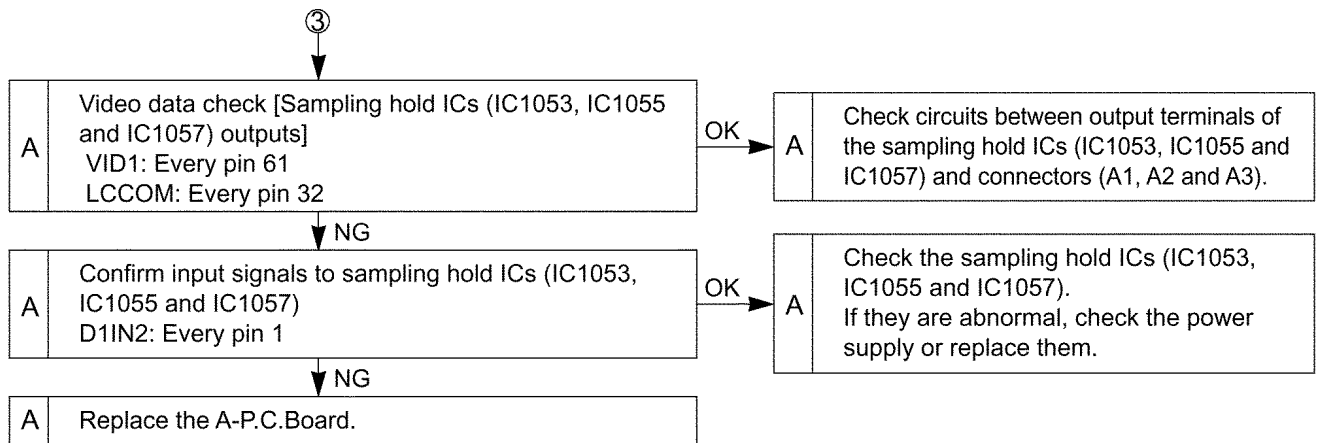 ③
A
Video data check [Sampling hold ICs (IC1053, IC1055
and IC1057) outputs]
VID1: Every pin 61
LCCOM: Every pin 32
OK
A
Check circuits between output terminals of
the sampling hold ICs (IC1053, IC1055 and
IC1057) and connectors (A1, A2 and A3).
NG
A
Confirm input signals to sampling hold ICs (IC1053,
IC1055 and IC1057)
D1IN2: Every pin 1
OK
A
Check the sampling hold ICs (IC1053,
IC1055 and IC1057).
If they are abnormal, check the power
supply or replace them.
NG
A
Replace the A-P.C.Board.